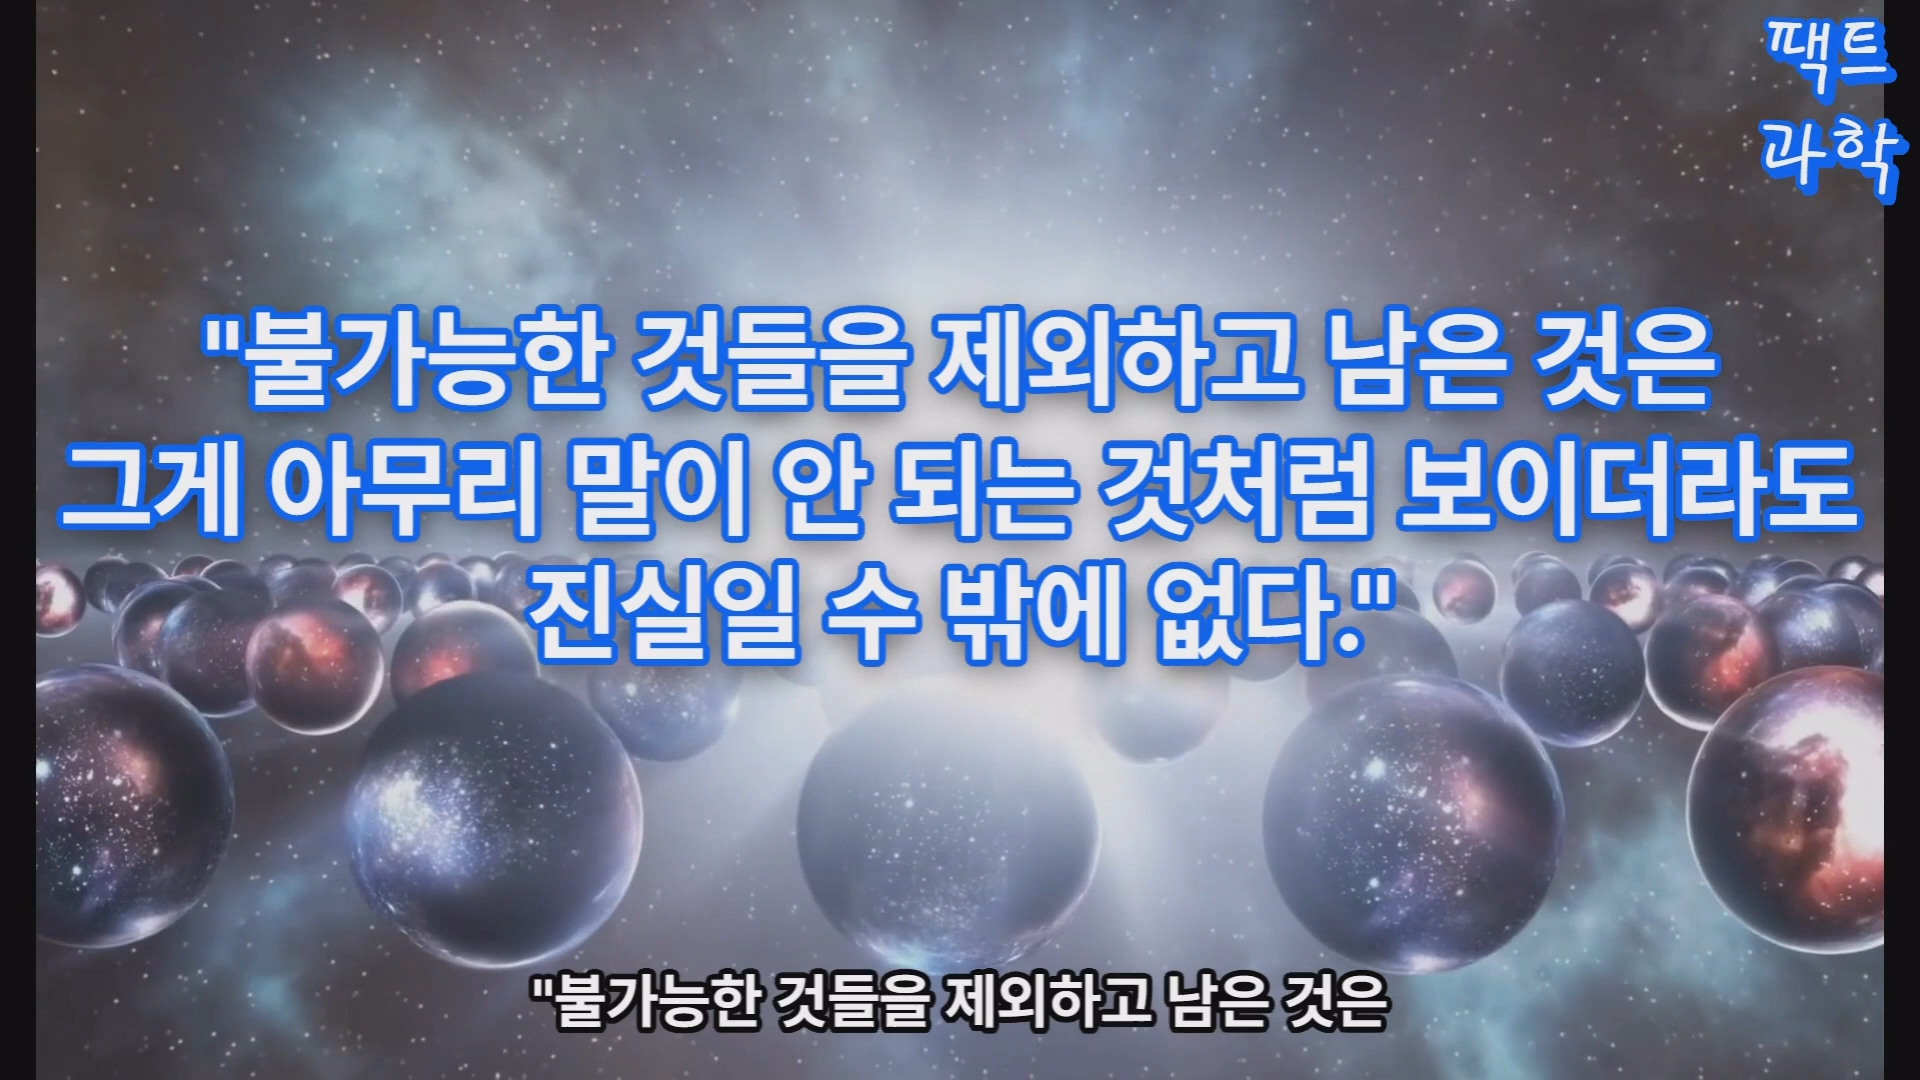 팩트
과학
"불가능한 것들을 제외하고 남은 것은
그게 아무리 말이 안 되는 것처럼 보이더라도
진실일 수 밖에 없다."
"불가능한 것들을 제외하고 남은 것은